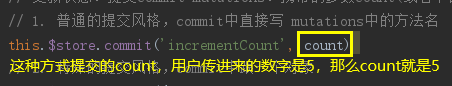 // 1. 普通的提交风格，commit中直接写 mutations中的方法名
this.$store.commit('incrementCount', count)
这种方式提交的count，用户传进来的数字是5，那么count就是5